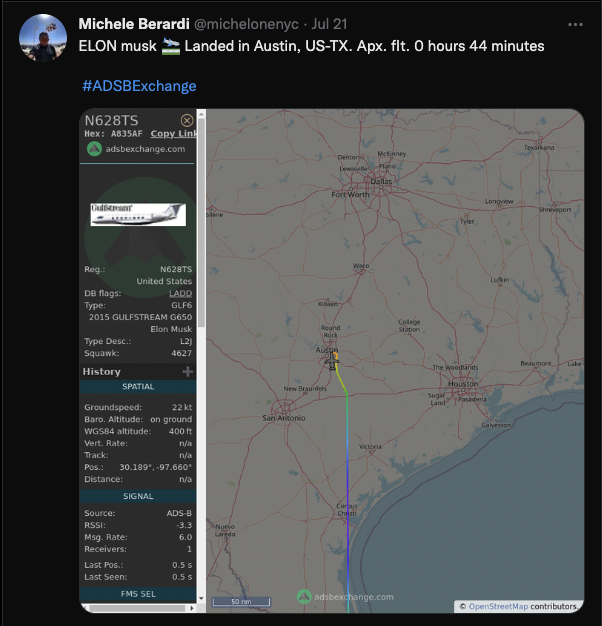 Michele Berardi @michelonenyc · Jul 21
ELON musk 🛬 Landed in Austin, US-TX. Apx. flt. 0 hours 44 minutes
#ADSBExchange
N628TS
Hex: A835AF Copy Link
adsbexchange.com
Gulfstream
Reg.: N628TS
United States
DB flags: LADD
Type: GLF6
2015 GULFSTREAM G650
Elon Musk
Type Desc.: L2J
Squawk: 4627
History
SPATIAL
Groundspeed: 22 kt
Baro. Altitude: on ground
WGS84 altitude: 400 ft
Vert. Rate: n/a
Track: n/a
Pos.: 30.189°, -97.660°
Distance: n/a
SIGNAL
Source: ADS-B
RSSI: -3.3
Msg. Rate: 6.0
Receivers: 1
Last Pos.: 0.5 s
Last Seen: 0.5 s
FMS SEL
Texarkana
McKinney
Denton
Plano
Lewisville
Dallas
Fort Worth
Longview
Shreveport
bilene
Tyler
Waco
Lufkin
Killeen
College
Station
Round
Rock
Austin
The Woodlands
Beaumont
Lake
New Braunfels
Houston
Sugar
Land
Pasadena
San Antonio
Galveston
Victoria
Corpus
Christi
Nuevo
Laredo
50 nm
adsbexchange.com
© OpenStreetMap contributors.